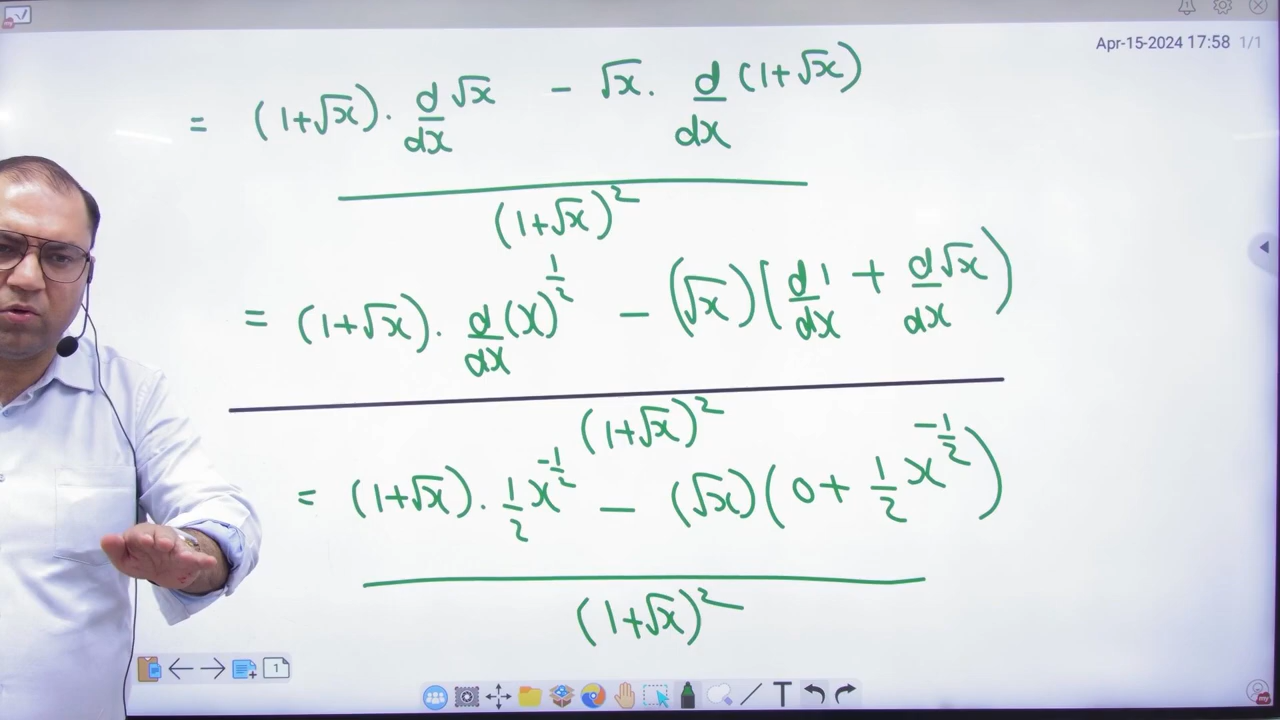 Apr-15-2024 17:58 1/1
= (1+√x). d/dx √x - √x. d/dx (1+√x)
(1+√x)²
= (1+√x). d/dx (x)^1/2 - (√x)(d/dx 1 + d/dx √x)
(1+√x)²
= (1+√x). 1/2 x^-1/2 - (√x)(0 + 1/2 x^-1/2)
(1+√x)²
1
T